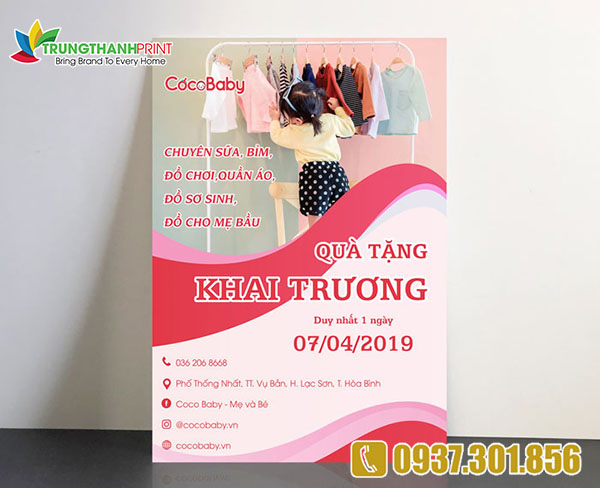 TRUNGTHANHPRINT
Bring Brand To Every Home
CocoBaby
CHUYÊN SỮA, BỈM,
ĐỒ CHƠI,QUẦN ÁO,
ĐỒ SƠ SINH,
ĐỒ CHO MẸ BẦU
QUÀ TẶNG
KHAI TRƯƠNG
Duy nhất 1 ngày
07/04/2019
036 206 8668
Phố Thống Nhất, TT. Vụ Bản, H. Lạc Sơn, T. Hòa Bình
Coco Baby - Mẹ và Bé
@cocobaby.vn
cocobaby.vn
0937.301.856